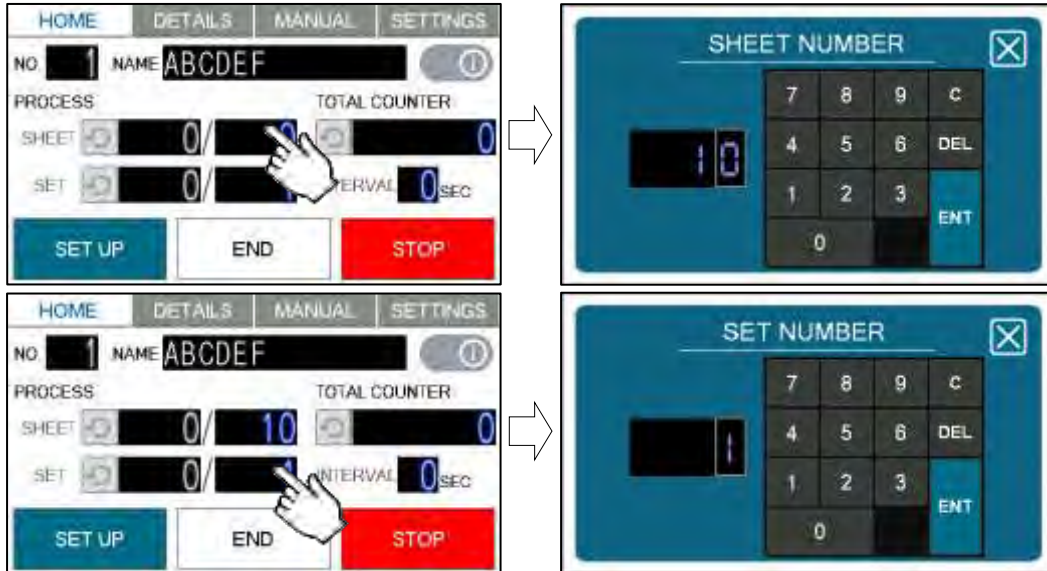 HOME DETAILS MANUAL SETTINGS
NO. 1 NAME ABCDEF
PROCESS TOTAL COUNTER
SHEET 0/ 0
SET 0/ 1 INTERVAL 0 SEC
SET UP END STOP
SHEET NUMBER
7 8 9 C
10 4 5 6 DEL
1 2 3
ENT
0
HOME DETAILS MANUAL SETTINGS
NO. 1 NAME ABCDEF
PROCESS TOTAL COUNTER
SHEET 0/ 10 0
SET 0/ 1 INTERVAL 0 SEC
SET UP END STOP
SET NUMBER
7 8 9 C
1 4 5 6 DEL
1 2 3
ENT
0